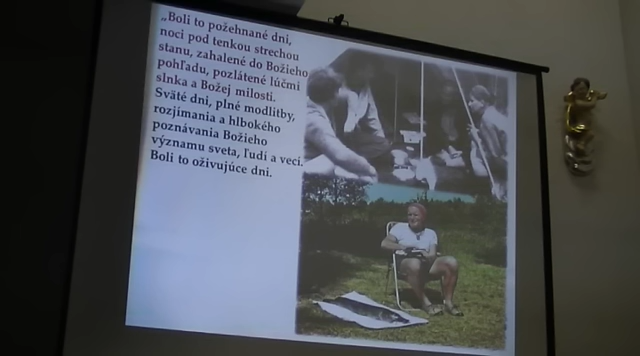 „Boli to požehnané dni,
noci pod tenkou strechou
stanu, zahalené do Božieho
pohľadu, pozlátené lúčmi
slnka a Božej milosti.
Sväté dni, plné modlitby,
rozjímania a hlbokého
poznávania Božieho
významu sveta, ľudí a vecí.
Boli to oživujúce dni.